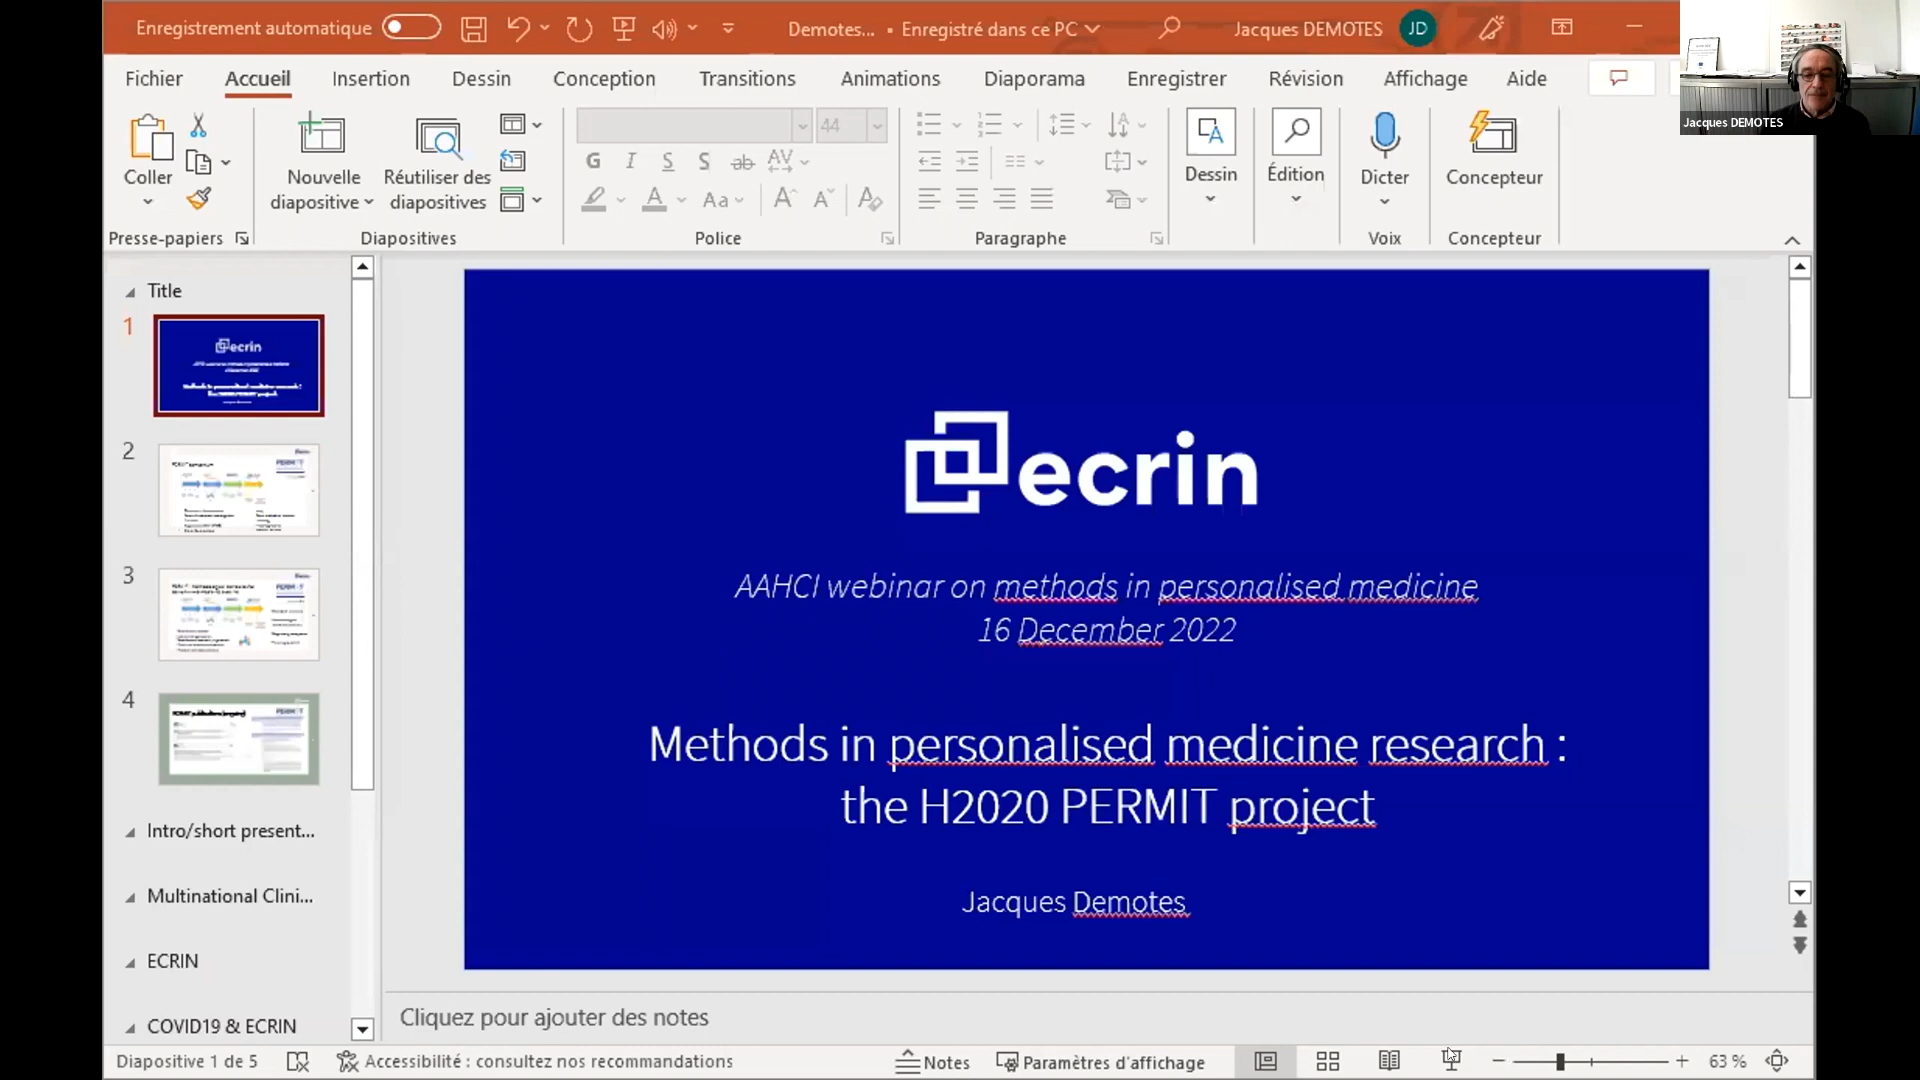 Enregistrement automatique
Demotes... • Enregistré dans ce PC
Jacques DEMOTES
JD
Jacques DEMOTES
Fichier Accueil Insertion Dessin Conception Transitions Animations Diaporama Enregistrer Révision Affichage Aide
Coller
Nouvelle diapositive
Réutiliser des diapositives
44
G I S S ab AV
A Aa A A A
Dessin
Édition
Dicter
Concepteur
Presse-papiers
Diapositives
Police
Paragraphe
Voix
Concepteur
Title
1
ecrin
2
3
4
Intro/short present...
Multinational Clini...
ECRIN
COVID19 & ECRIN
ecrin
AAHCI webinar on methods in personalised medicine
16 December 2022
Methods in personalised medicine research :
the H2020 PERMIT project
Jacques Demotes
Cliquez pour ajouter des notes
Diapositive 1 de 5
Accessibilité : consultez nos recommandations
Notes
Paramètres d'affichage
63 %